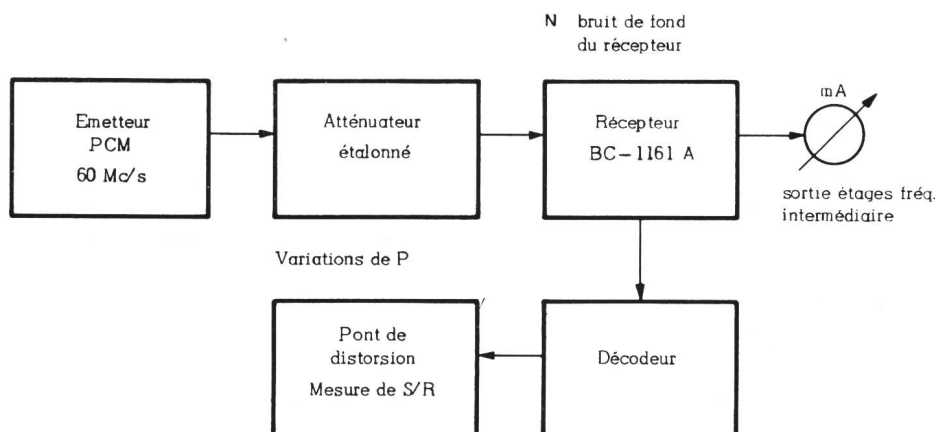 N bruit de fond
du récepteur
Emetteur
PCM
60 Mc/s
Atténuateur
étalonné
Récepteur
BC-1161 A
mA
sortie étages fréq.
intermédiaire
Variations de P
Pont de
distorsion
Mesure de S/R
Décodeur